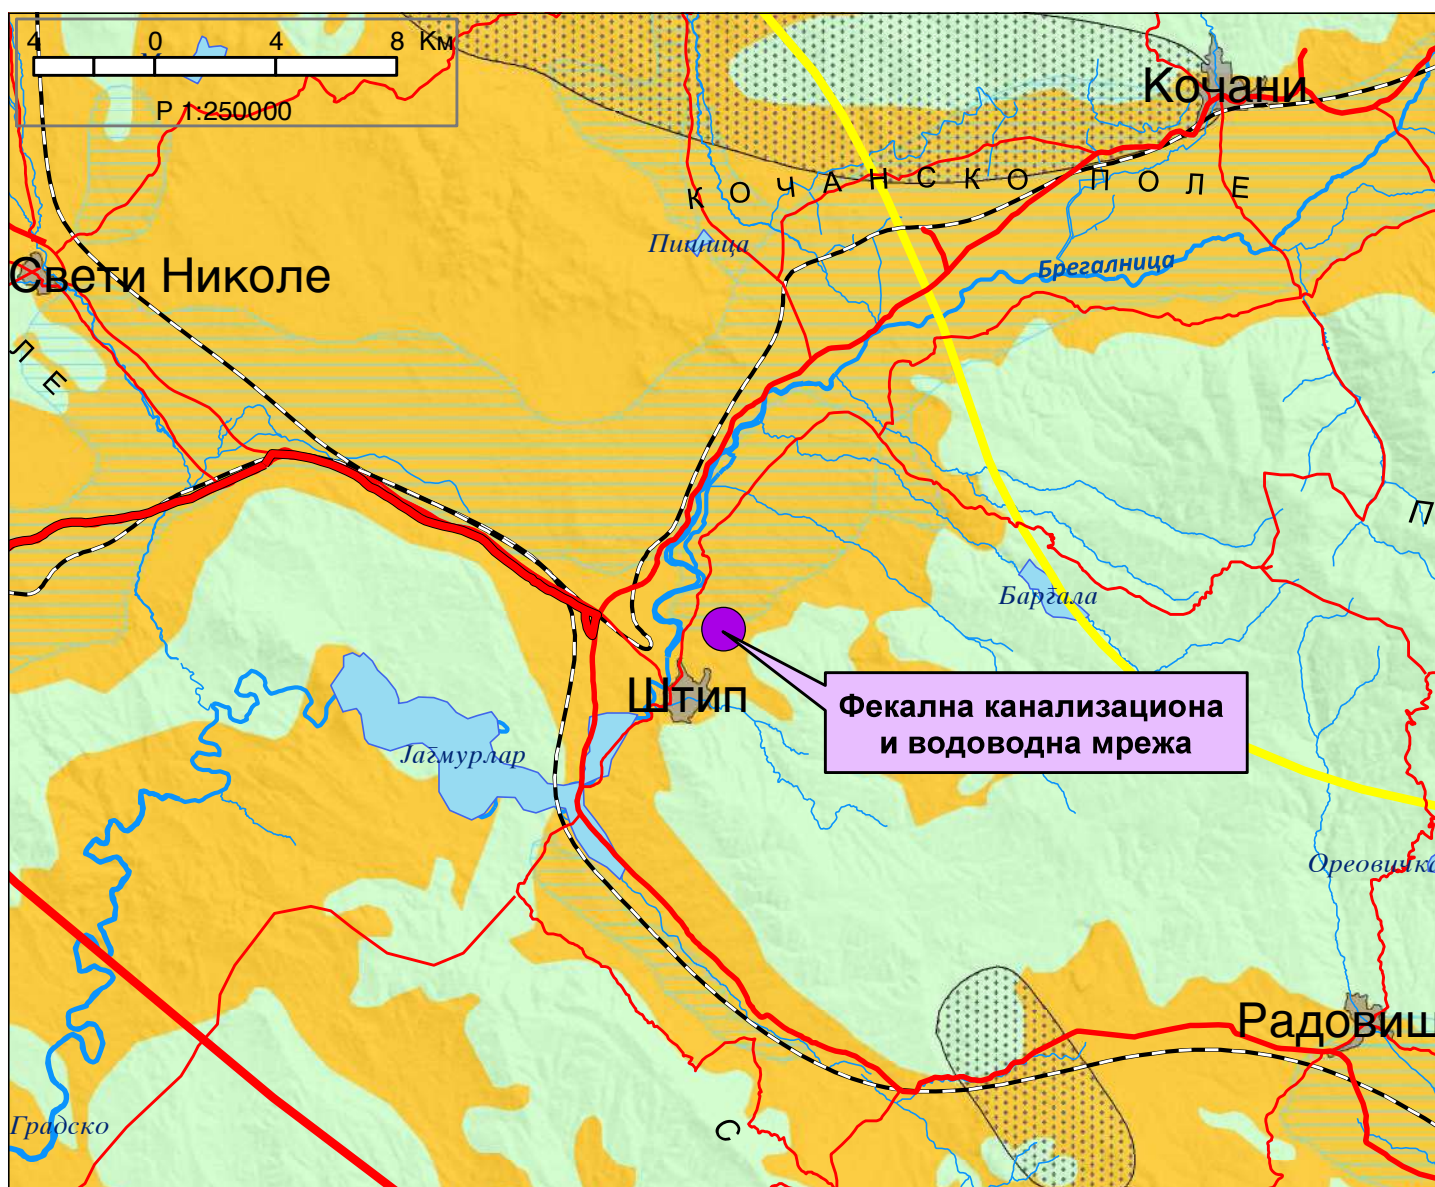 4 0 4 8 Км
Р 1:250000
Кочани
К О Ч А Н С К О П О Л Е
Пишица
Брегалница
Свети Николе
Л Е
П
Баргала
Штип
Фекална канализациона
и водоводна мрежа
Јагмурлар
Ореовичка
Радовиш
Градско
С